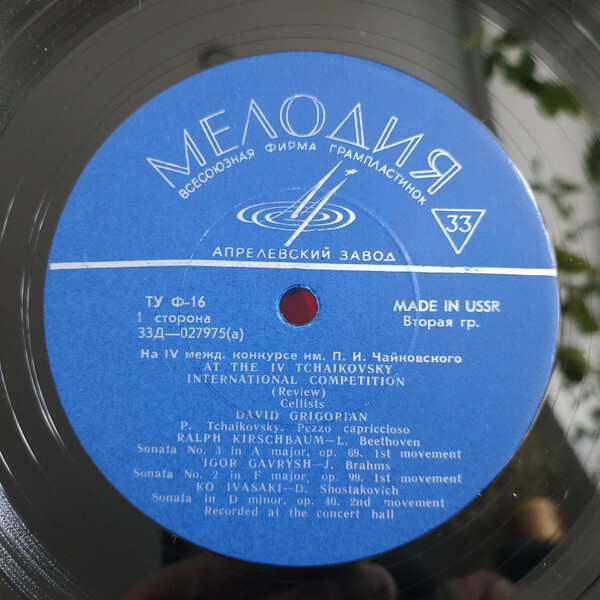 МЕЛОДИЯ
ВСЕСОЮЗНАЯ ФИРМА ГРАМПЛАСТИНОК
33
АПРЕЛЕВСКИЙ ЗАВОД
ТУ Ф-16
1 сторона
33Д—027975(а)
MADE IN USSR
Вторая гр.
На IV межд. конкурсе им. П. И. Чайковского
AT THE IV TCHAIKOVSKY
INTERNATIONAL COMPETITION
(Review)
Cellists
DAVID GRIGORIAN
P. Tchaikovsky. Pezzo capriccioso
RALPH KIRSCHBAUM—L. Beethoven
Sonata No. 3 in A major, op. 69. 1st movement
IGOR GAVRYSH—J. Brahms
Sonata No. 2 in F major, op. 99. 1st movement
KO IVASAKI—D. Shostakovich
Sonata in D minor, op. 40. 2nd movement
Recorded at the concert hall